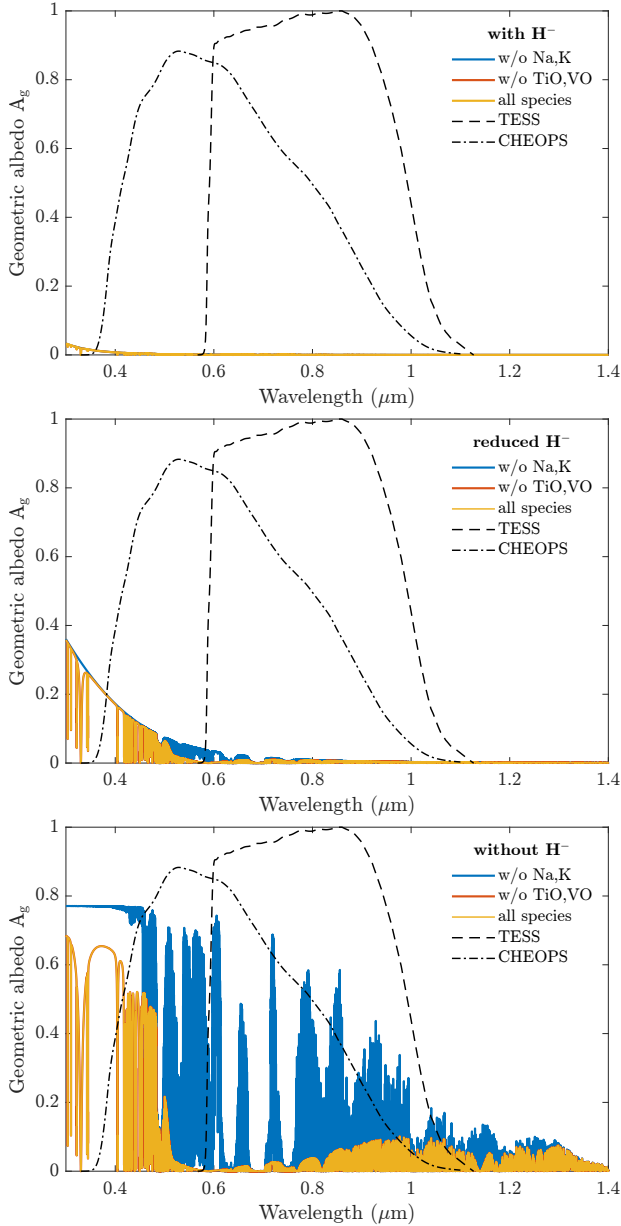 with H⁻
w/o Na,K
w/o TiO,VO
all species
TESS
CHEOPS
1
0.8
0.6
0.4
0.2
0
Geometric albedo A_g
0.4 0.6 0.8 1 1.2 1.4
Wavelength (μm)
reduced H⁻
w/o Na,K
w/o TiO,VO
all species
TESS
CHEOPS
1
0.8
0.6
0.4
0.2
0
Geometric albedo A_g
0.4 0.6 0.8 1 1.2 1.4
Wavelength (μm)
without H⁻
w/o Na,K
w/o TiO,VO
all species
TESS
CHEOPS
1
0.8
0.6
0.4
0.2
0
Geometric albedo A_g
0.4 0.6 0.8 1 1.2 1.4
Wavelength (μm)